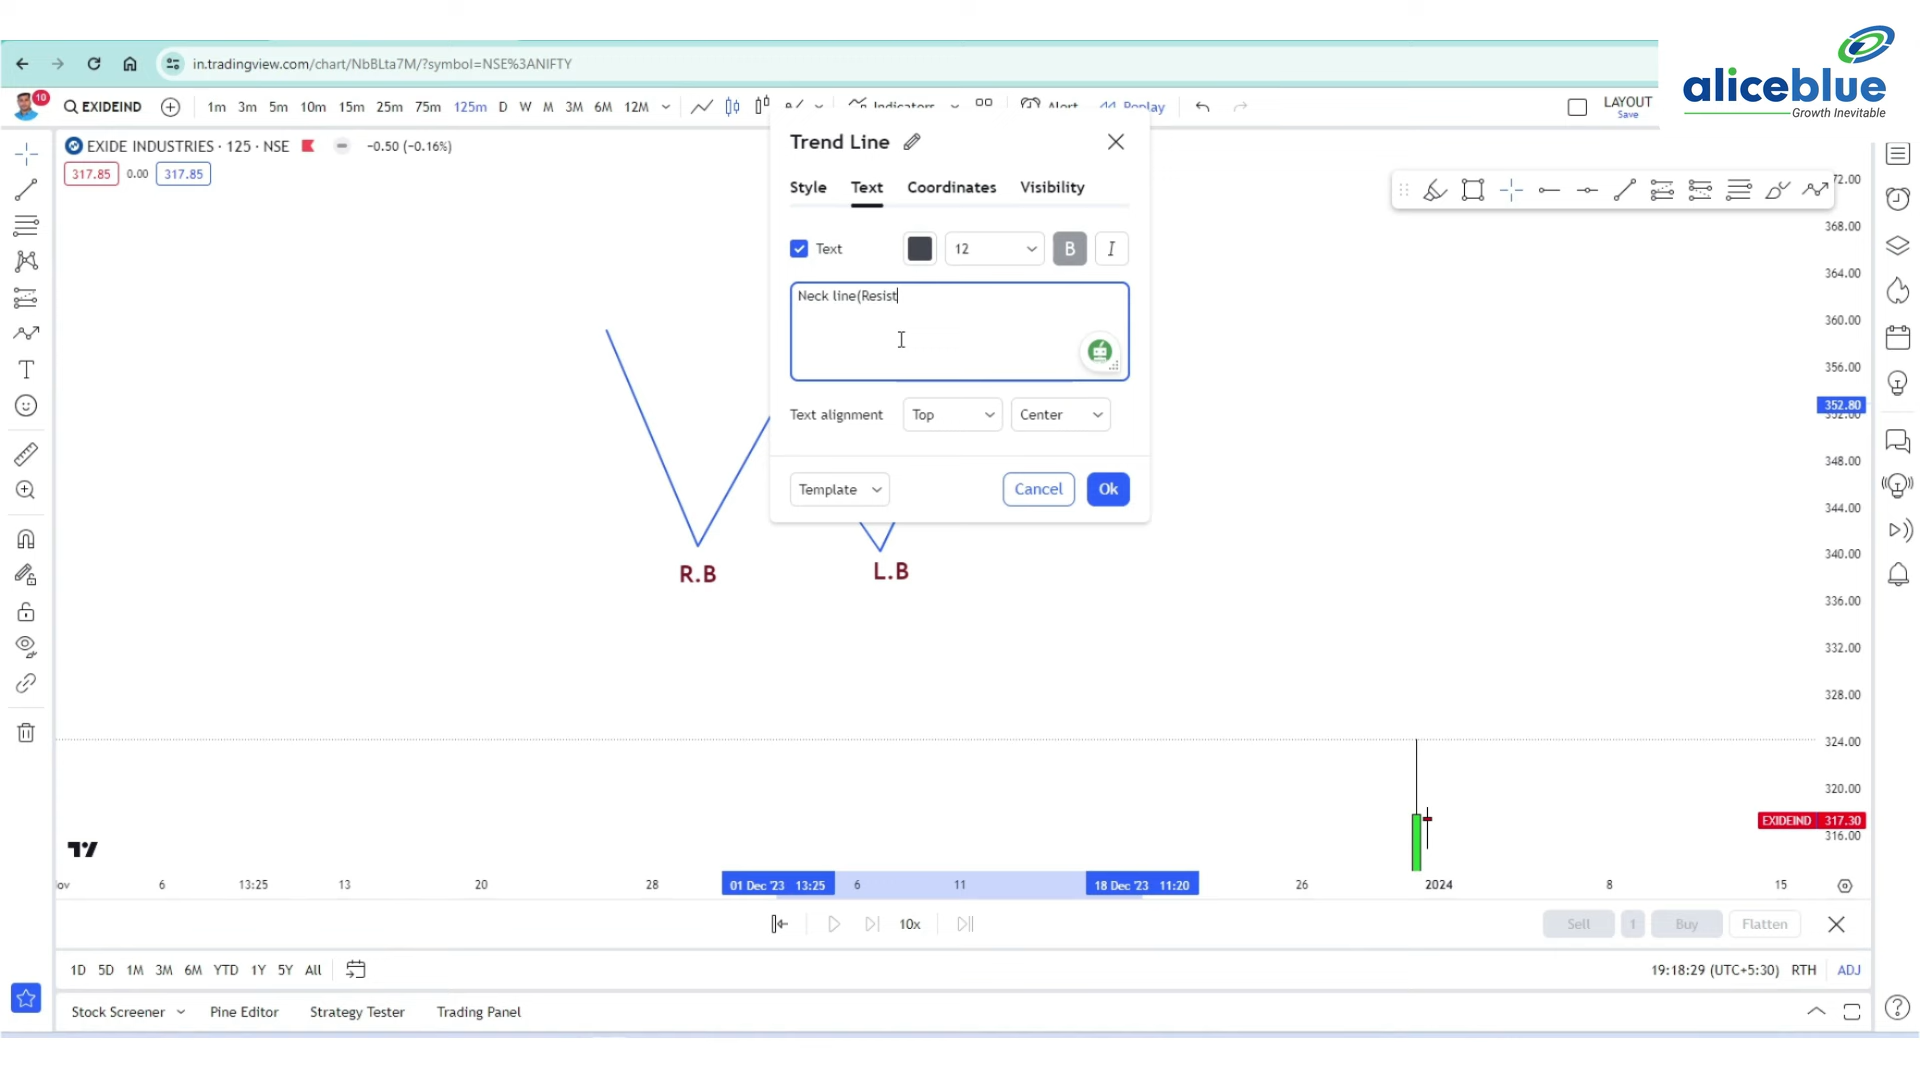 aliceblue
Growth Inevitable
in.tradingview.com/chart/NbBLta7M/?symbol=NSE%3ANIFTY
10
EXIDEIND
1m 3m 5m 10m 15m 25m 75m 125m D W M 3M 6M 12M
Indicators
Alert
Replay
LAYOUT
Save
EXIDE INDUSTRIES · 125 · NSE
−0.50 (−0.16%)
317.85 0.00 317.85
Trend Line
Style Text Coordinates Visibility
Text
12
B
I
Neck line(Resist
Text alignment
Top
Center
Template
Cancel
Ok
R.B
L.B
72.00
368.00
364.00
360.00
356.00
352.80
348.00
344.00
340.00
336.00
332.00
328.00
324.00
320.00
EXIDEIND 317.30
316.00
ov 6 13:25 13 20 28 01 Dec '23 13:25 6 11 18 Dec '23 11:20 26 2024 8 15
10x
Sell 1 Buy Flatten
1D 5D 1M 3M 6M YTD 1Y 5Y All
19:18:29 (UTC+5:30) RTH ADJ
Stock Screener Pine Editor Strategy Tester Trading Panel